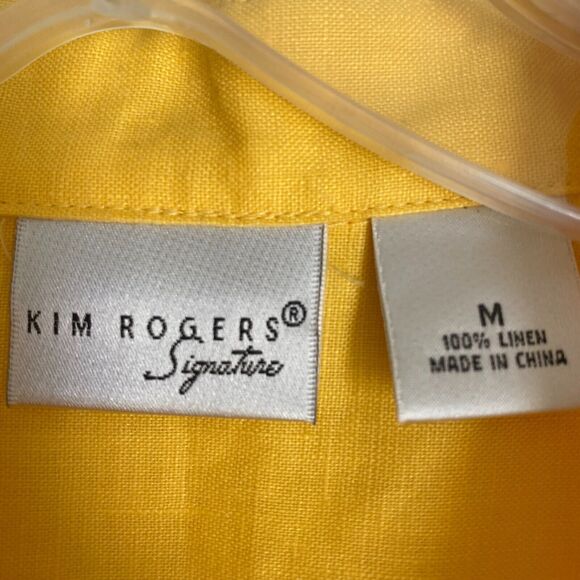 KIM ROGERS®
Signature
M
100% LINEN
MADE IN CHINA